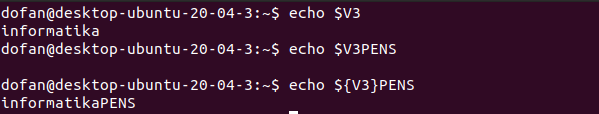 dofan@desktop-ubuntu-20-04-3:~$ echo $V3
informatika
dofan@desktop-ubuntu-20-04-3:~$ echo $V3PENS

dofan@desktop-ubuntu-20-04-3:~$ echo ${V3}PENS
informatikaPENS